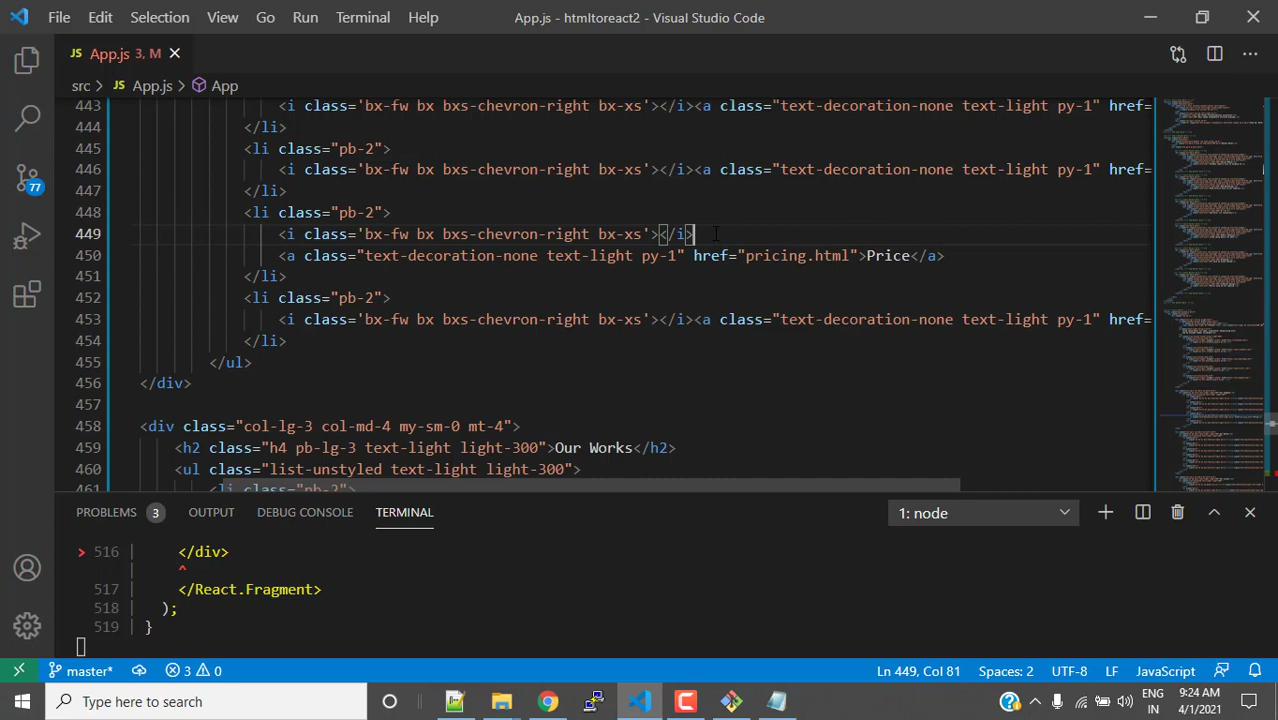 File Edit Selection View Go Run Terminal Help App.js - htmltoreact2 - Visual Studio Code
JS App.js 3, M
src > JS App.js > App
443 <i class='bx-fw bx bxs-chevron-right bx-xs'></i><a class="text-decoration-none text-light py-1" href=
444 </li>
445 <li class="pb-2">
446 <i class='bx-fw bx bxs-chevron-right bx-xs'></i><a class="text-decoration-none text-light py-1" href=
447 </li>
448 <li class="pb-2">
449 <i class='bx-fw bx bxs-chevron-right bx-xs'></i>
450 <a class="text-decoration-none text-light py-1" href="pricing.html">Price</a>
451 </li>
452 <li class="pb-2">
453 <i class='bx-fw bx bxs-chevron-right bx-xs'></i><a class="text-decoration-none text-light py-1" href=
454 </li>
455 </ul>
456 </div>
457
458 <div class="col-lg-3 col-md-4 my-sm-0 mt-4">
459 <h2 class="h4 pb-lg-3 text-light light-300">Our Works</h2>
460 <ul class="list-unstyled text-light light-300">
461 <li class="pb-2">
77
PROBLEMS 3 OUTPUT DEBUG CONSOLE TERMINAL 1: node
> 516 | </div>
| ^
517 | </React.Fragment>
518 | );
519 | }
master* 3 0 Ln 449, Col 81 Spaces: 2 UTF-8 LF JavaScript
Type here to search
ENG
IN
9:24 AM
4/1/2021